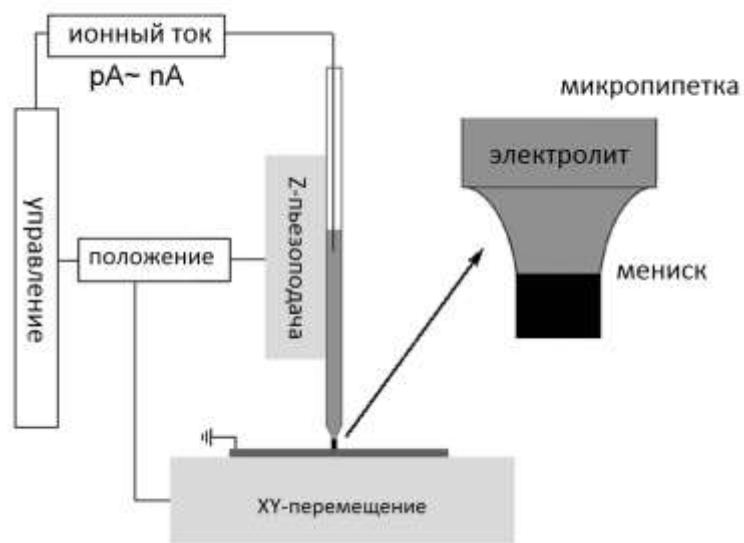 ионный ток
pA~ nA
микропипетка
электролит
управление
Z-пьезоподача
положение
мениск
XY-перемещение